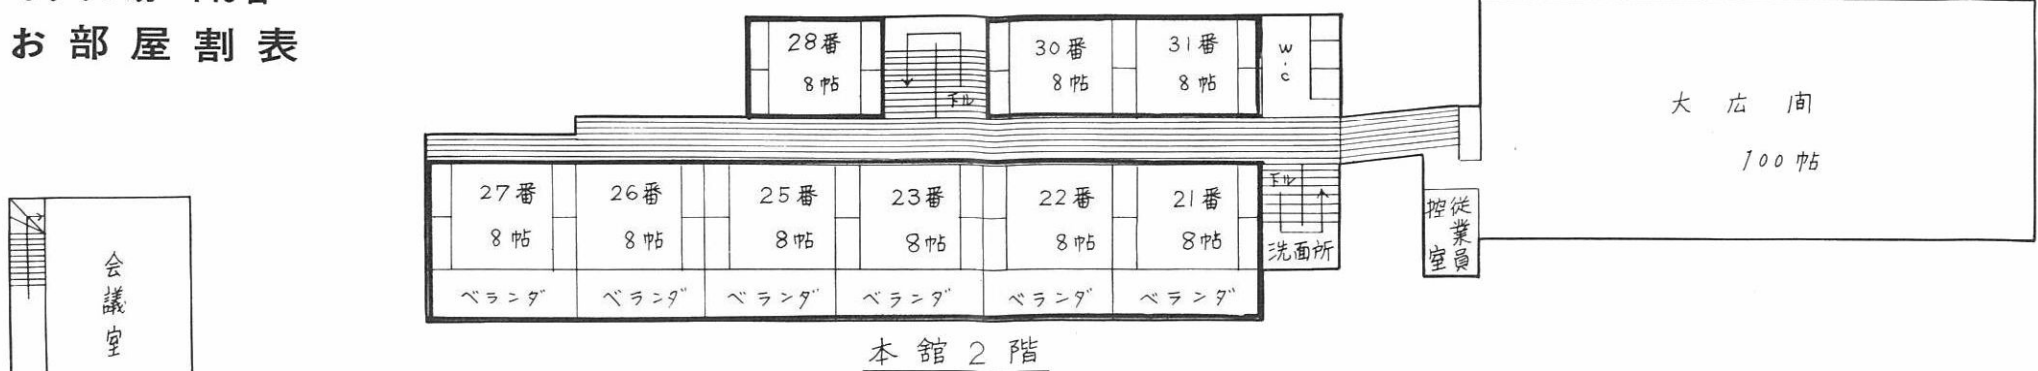 お部屋割表
28番
8帖
下ル
30番
8帖
31番
8帖
W.C
大広間
100帖
27番
8帖
ベランダ
26番
8帖
ベランダ
25番
8帖
ベランダ
23番
8帖
ベランダ
22番
8帖
ベランダ
21番
8帖
ベランダ
下ル
洗面所
従業員
控室
会議室
本舘2階